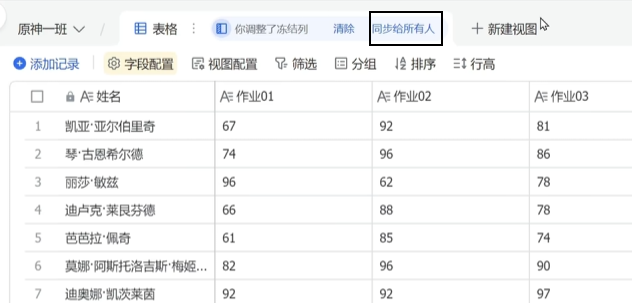 原神一班 / 表格 你调整了冻结列 清除 同步给所有人 + 新建视图
添加记录 字段配置 视图配置 筛选 分组 排序 行高
A 姓名 A 作业01 A 作业02 A 作业03
1 凯亚·亚尔伯里奇 67 92 81
2 琴·古恩希尔德 74 96 86
3 丽莎·敏兹 96 62 78
4 迪卢克·莱艮芬德 66 88 78
5 芭芭拉·佩奇 61 85 74
6 莫娜·阿斯托洛吉斯·梅姬... 82 96 90
7 迪奥娜·凯茨莱茵 92 92 97